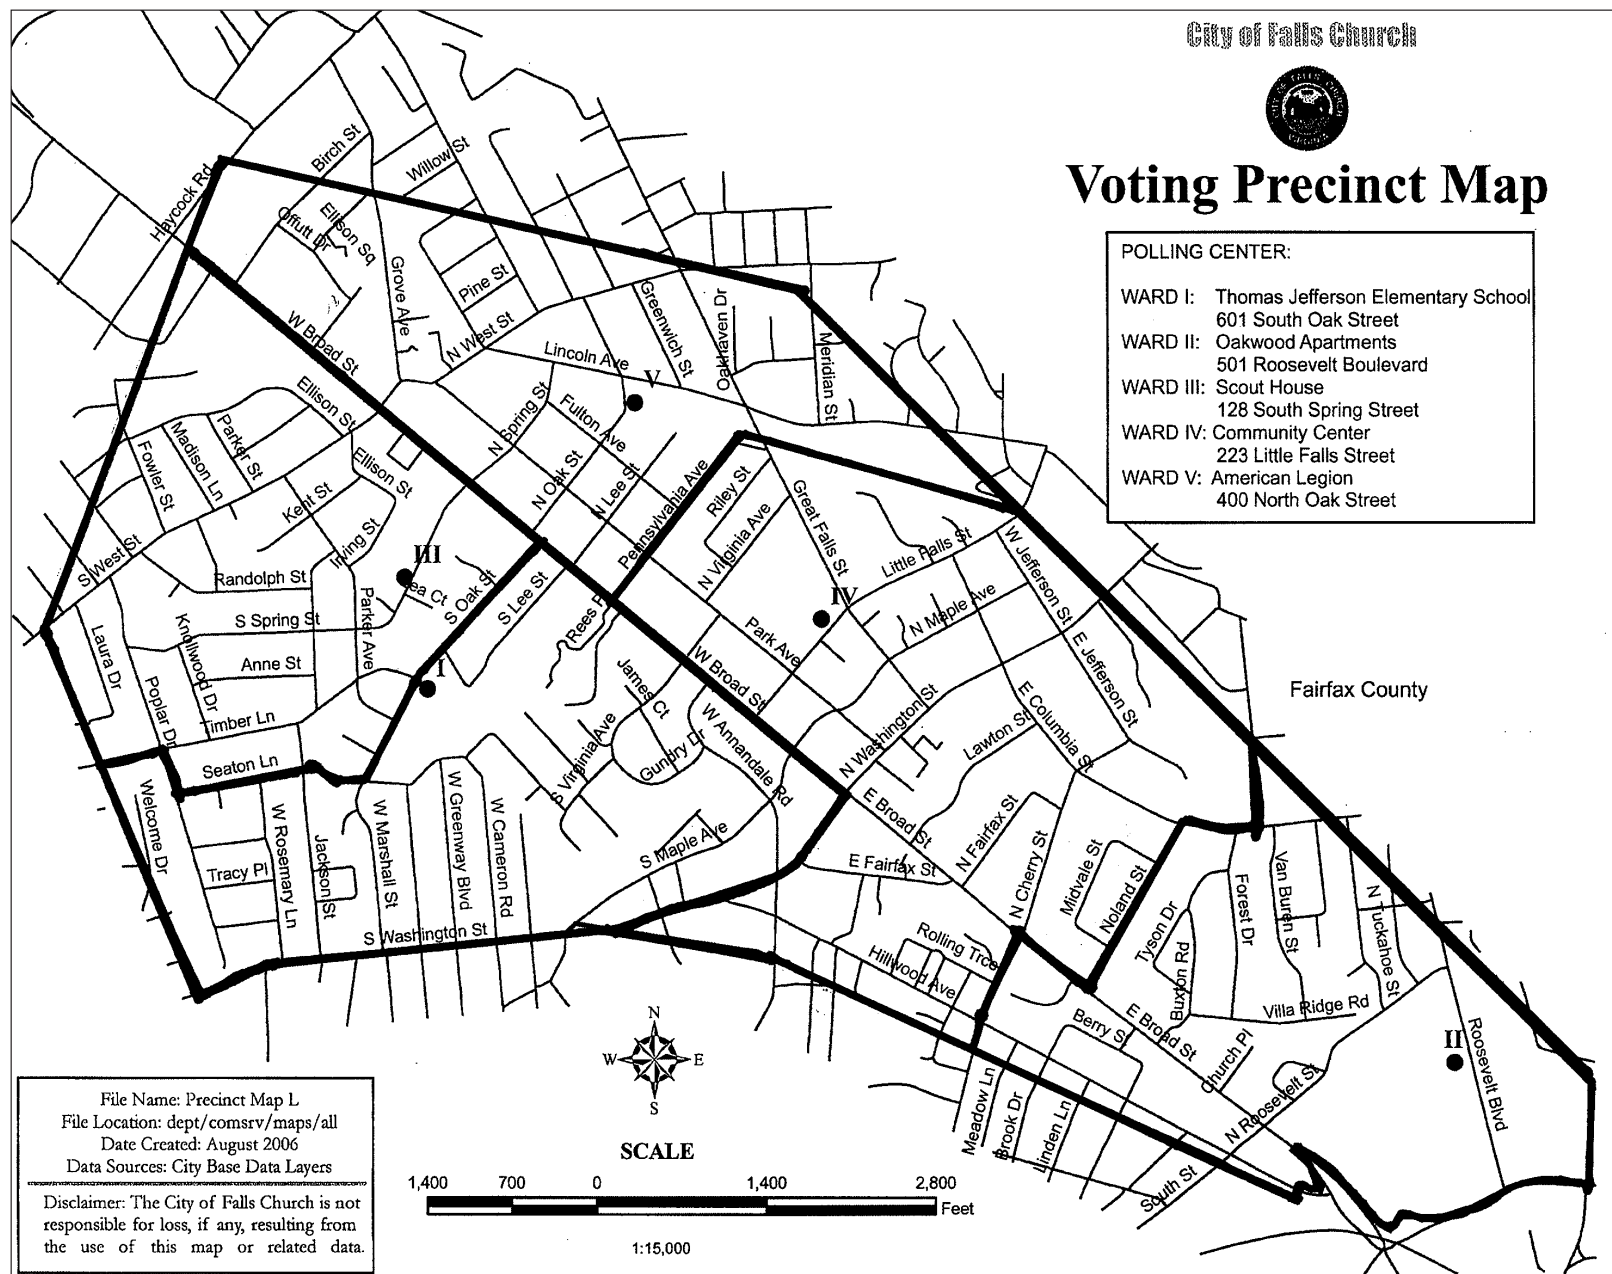 City of Falls Church
Voting Precinct Map
POLLING CENTER:
WARD I: Thomas Jefferson Elementary School
601 South Oak Street
WARD II: Oakwood Apartments
501 Roosevelt Boulevard
WARD III: Scout House
128 South Spring Street
WARD IV: Community Center
223 Little Falls Street
WARD V: American Legion
400 North Oak Street
Haycock Rd
Birch St
Willow St
Offutt Dr
Ellison Sq
Grove Ave
Pine St
N West St
W Broad St
Lincoln Ave
Greenwich St
Oakhaven Dr
Meridian St
V
Ellison St
Parker St
Madison Ln
Fowler St
Ellison St
Kent St
Irving St
N Spring St
Fulton Ave
N Oak St
N Lee St
Pennsylvania Ave
Riley St
N Virginia Ave
Great Falls St
Little Falls St
W Jefferson St
S West St
Randolph St
III
Lea Ct
S Oak St
S Lee St
Rees
IV
N Maple Ave
Park Ave
E Jefferson St
S Spring St
Parker Ave
Knollwood Dr
Laura Dr
Anne St
Poplar Dr
Timber Ln
Seaton Ln
I
James Ct
W Broad St
Gundry Dr
W Annandale Rd
S Virginia Ave
N Washington St
Lawton St
E Columbia St
Fairfax County
Welcome Dr
Tracy Pl
W Rosemary Ln
Jackson St
W Marshall St
W Greenway Blvd
W Cameron Rd
S Maple Ave
S Washington St
E Broad St
E Fairfax St
N Fairfax St
N Cherry St
Midvale St
Noland St
Tyson Dr
Buxton Rd
Forest Dr
Van Buren St
N Tuckahoe St
Rolling Tree
Hillwood Ave
Villa Ridge Rd
Berry St
E Broad St
Church Pl
N Roosevelt St
II
Roosevelt Blvd
Meadow Ln
Brook Dr
Linden Ln
South St
N
W
E
S
SCALE
1,400 700 0 1,400 2,800
Feet
1:15,000
File Name: Precinct Map L
File Location: dept/comsrv/maps/all
Date Created: August 2006
Data Sources: City Base Data Layers
Disclaimer: The City of Falls Church is not
responsible for loss, if any, resulting from
the use of this map or related data.